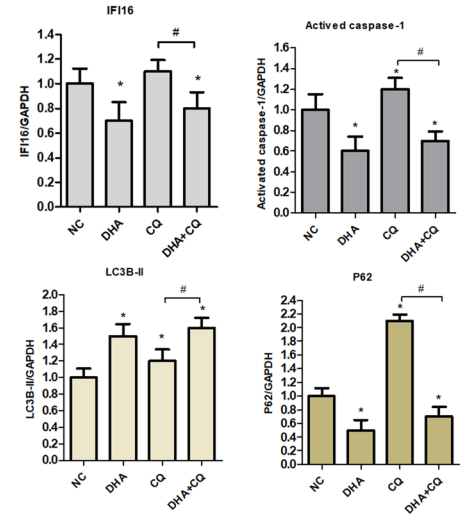 IFI16
#
1.4
1.2
1.0
0.8
0.6
0.4
0.2
0.0
IFI16/GAPDH
*
*
NC
DHA
CQ
DHA+CQ
Actived caspase-1
#
1.6
1.4
1.2
1.0
0.8
0.6
0.4
0.2
0.0
Activated caspase-1/GAPDH
*
*
*
NC
DHA
CQ
DHA+CQ
LC3B-II
#
2.0
1.8
1.6
1.4
1.2
1.0
0.8
0.6
0.4
0.2
0.0
LC3B-II/GAPDH
*
*
*
NC
DHA
CQ
DHA+CQ
P62
#
2.4
2.2
2.0
1.8
1.6
1.4
1.2
1.0
0.8
0.6
0.4
0.2
0.0
P62/GAPDH
*
*
*
NC
DHA
CQ
DHA+CQ